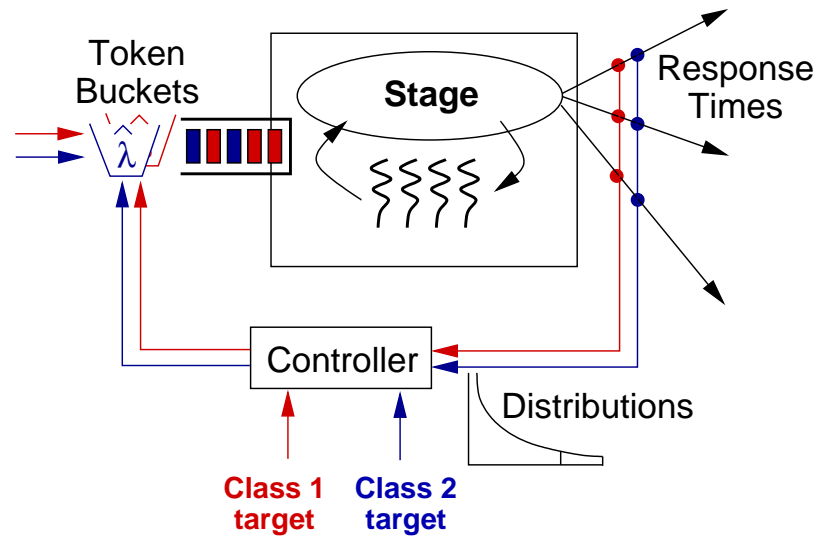 Token
Buckets
λ
Stage
Response
Times
Controller
Distributions
Class 1
target
Class 2
target